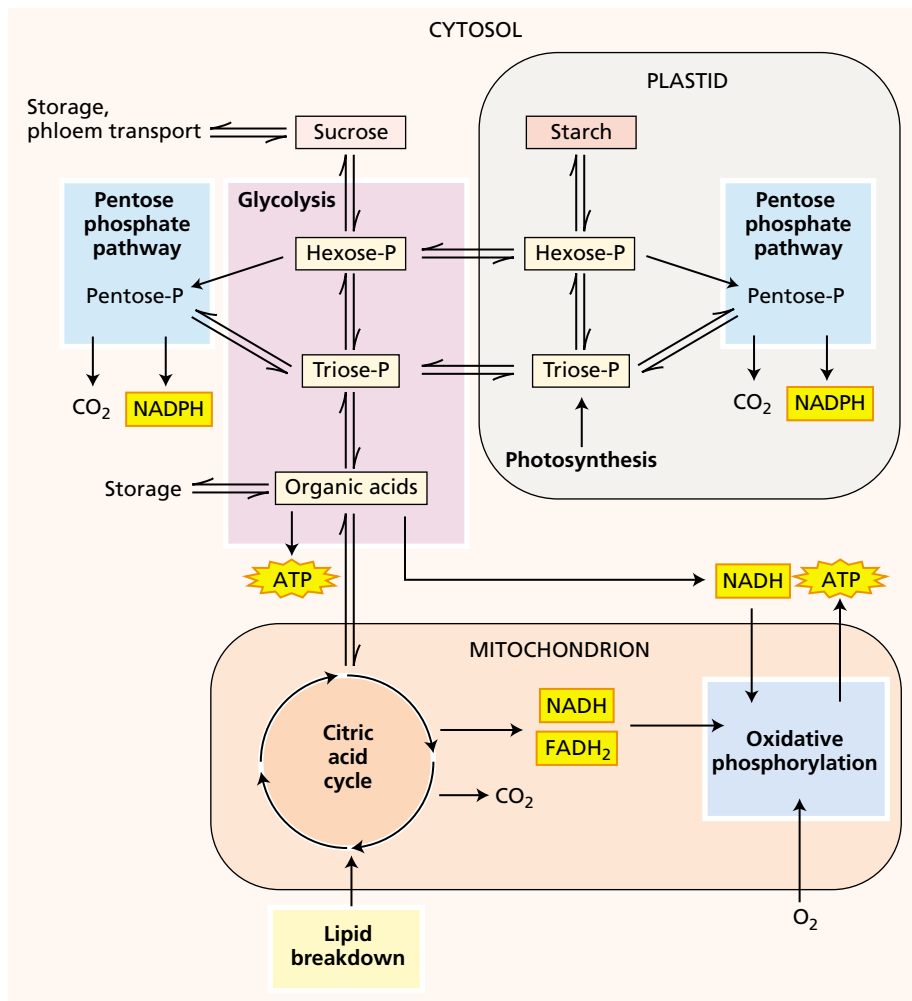 CYTOSOL
PLASTID
Storage,
phloem transport
Sucrose
Starch
Pentose
phosphate
pathway
Glycolysis
Pentose
phosphate
pathway
Hexose-P
Hexose-P
Pentose-P
Pentose-P
Triose-P
Triose-P
CO2
NADPH
CO2
NADPH
Photosynthesis
Storage
Organic acids
ATP
NADH
ATP
MITOCHONDRION
Citric
acid
cycle
NADH
FADH2
CO2
Oxidative
phosphorylation
O2
Lipid
breakdown